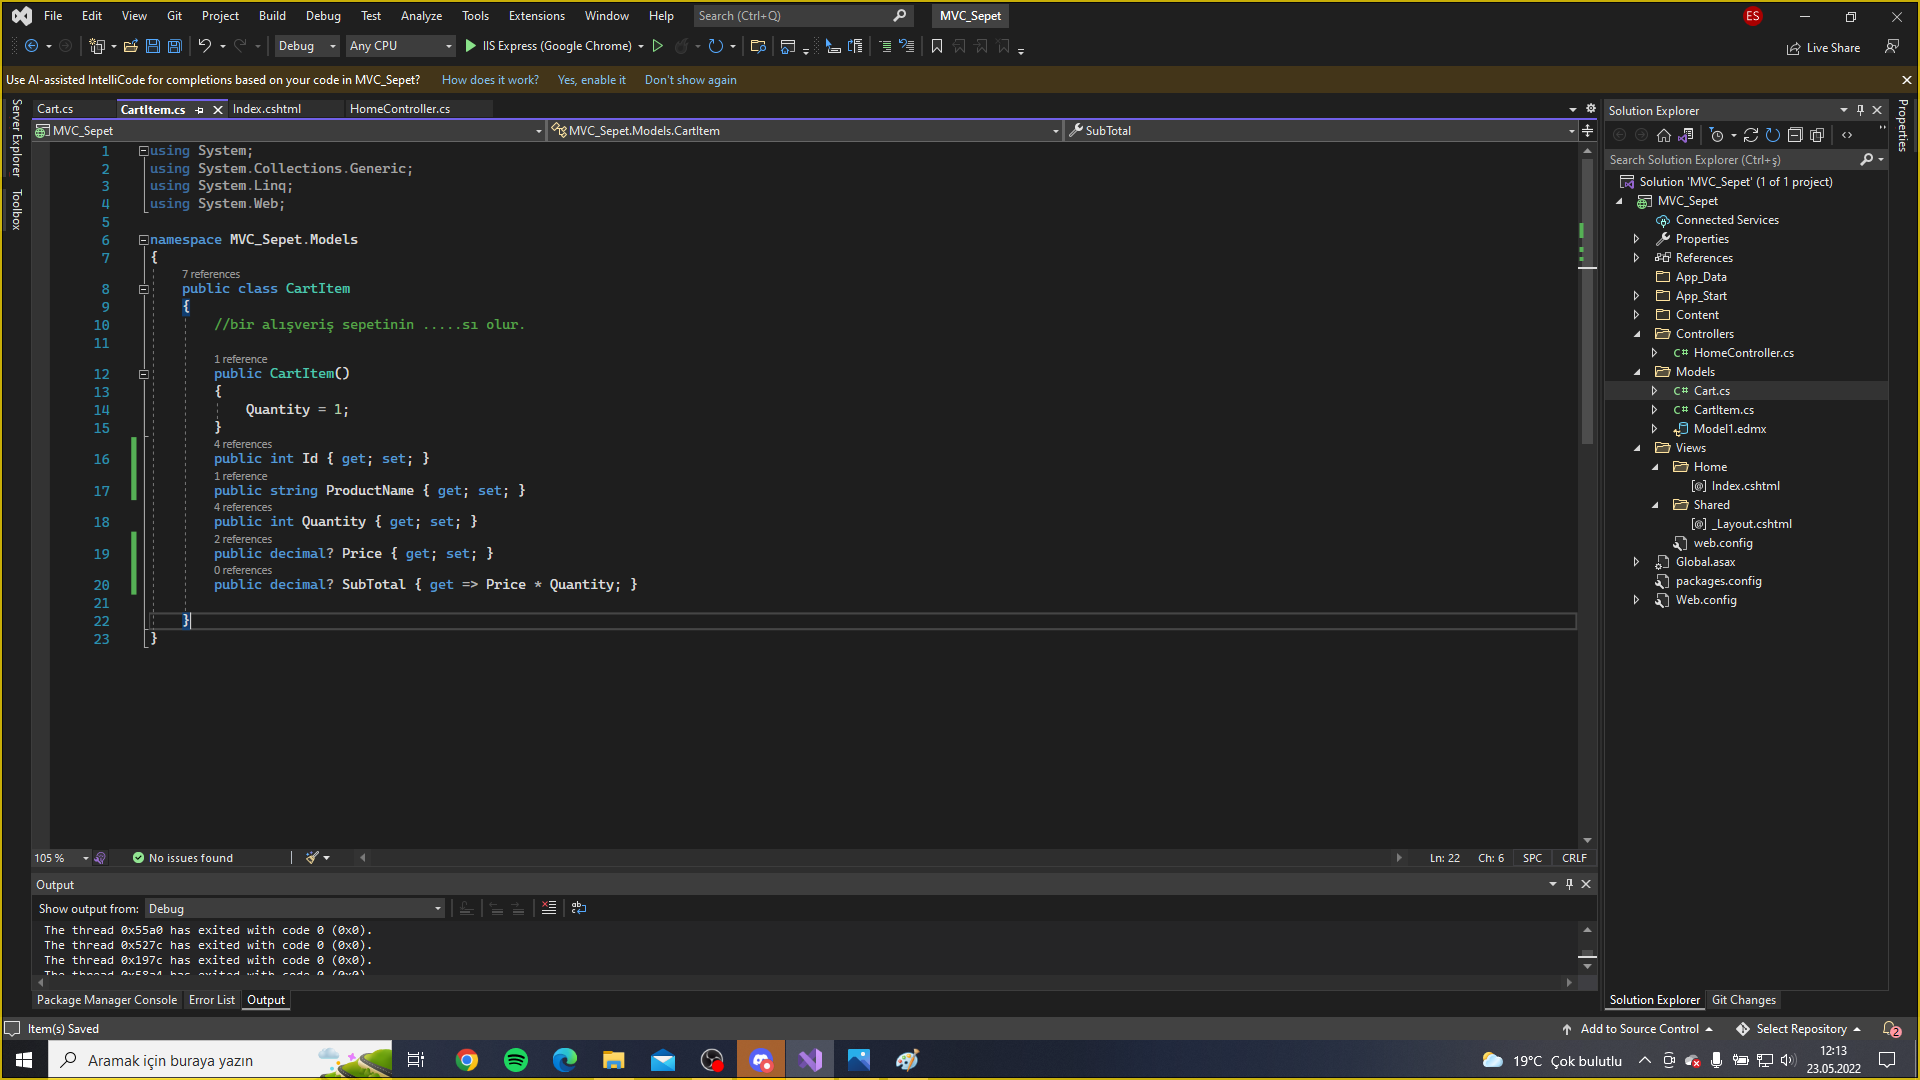 File Edit View Git Project Build Debug Test Analyze Tools Extensions Window Help Search (Ctrl+Q) MVC_Sepet ES
Debug Any CPU IIS Express (Google Chrome) Live Share
Use AI-assisted IntelliCode for completions based on your code in MVC_Sepet? How does it work? Yes, enable it Don't show again
Server Explorer
Toolbox
Cart.cs CartItem.cs Index.cshtml HomeController.cs
MVC_Sepet MVC_Sepet.Models.CartItem SubTotal
1 using System;
2 using System.Collections.Generic;
3 using System.Linq;
4 using System.Web;
5
6 namespace MVC_Sepet.Models
7 {
7 references
8 public class CartItem
9 {
10 //bir alışveriş sepetinin .....sı olur.
11
1 reference
12 public CartItem()
13 {
14 Quantity = 1;
15 }
4 references
16 public int Id { get; set; }
1 reference
17 public string ProductName { get; set; }
4 references
18 public int Quantity { get; set; }
2 references
19 public decimal? Price { get; set; }
0 references
20 public decimal? SubTotal { get => Price * Quantity; }
21
22 }
23 }
105 % No issues found Ln: 22 Ch: 6 SPC CRLF
Output
Show output from: Debug
The thread 0x55a0 has exited with code 0 (0x0).
The thread 0x527c has exited with code 0 (0x0).
The thread 0x197c has exited with code 0 (0x0).
The thread 0x58a4 has exited with code 0 (0x0)
Package Manager Console Error List Output
Solution Explorer
Search Solution Explorer (Ctrl+ş)
Solution 'MVC_Sepet' (1 of 1 project)
MVC_Sepet
Connected Services
Properties
References
App_Data
App_Start
Content
Controllers
C# HomeController.cs
Models
C# Cart.cs
C# CartItem.cs
Model1.edmx
Views
Home
[@] Index.cshtml
Shared
[@] _Layout.cshtml
web.config
Global.asax
packages.config
Web.config
Solution Explorer Git Changes
Properties
Item(s) Saved Add to Source Control Select Repository 2
Aramak için buraya yazın 19°C Çok bulutlu 12:13
23.05.2022